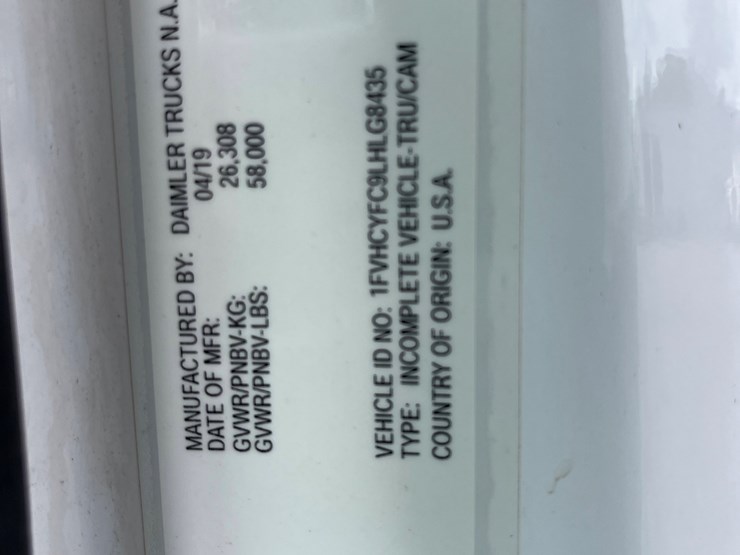 MANUFACTURED BY: DAIMLER TRUCKS N.A.
DATE OF MFR: 04/19
GVWR/PNBV-KG: 26,308
GVWR/PNBV-LBS: 58,000
VEHICLE ID NO: 1FVHCYFC9LHLG8435
TYPE: INCOMPLETE VEHICLE-TRU/CAM
COUNTRY OF ORIGIN: U.S.A.